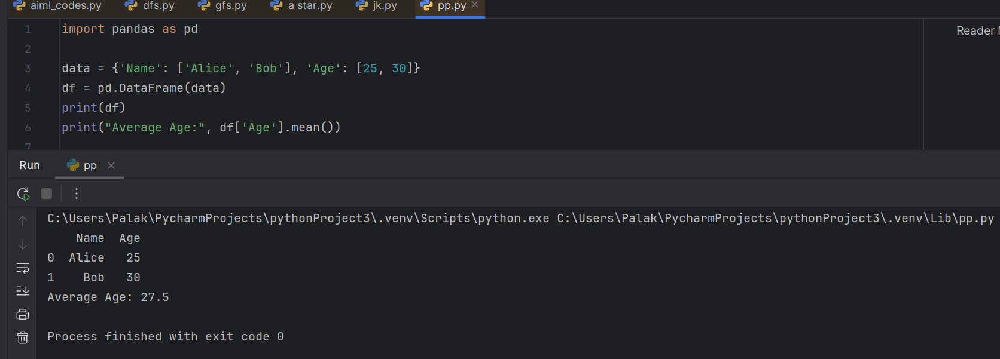 aiml_codes.py dfs.py gfs.py a star.py jk.py pp.py
Reader
1 import pandas as pd
2
3 data = {'Name': ['Alice', 'Bob'], 'Age': [25, 30]}
4 df = pd.DataFrame(data)
5 print(df)
6 print("Average Age:", df['Age'].mean())
7
Run pp
C:\Users\Palak\PycharmProjects\pythonProject3\.venv\Scripts\python.exe C:\Users\Palak\PycharmProjects\pythonProject3\.venv\Lib\pp.py
    Name  Age
0  Alice   25
1    Bob   30
Average Age: 27.5
Process finished with exit code 0